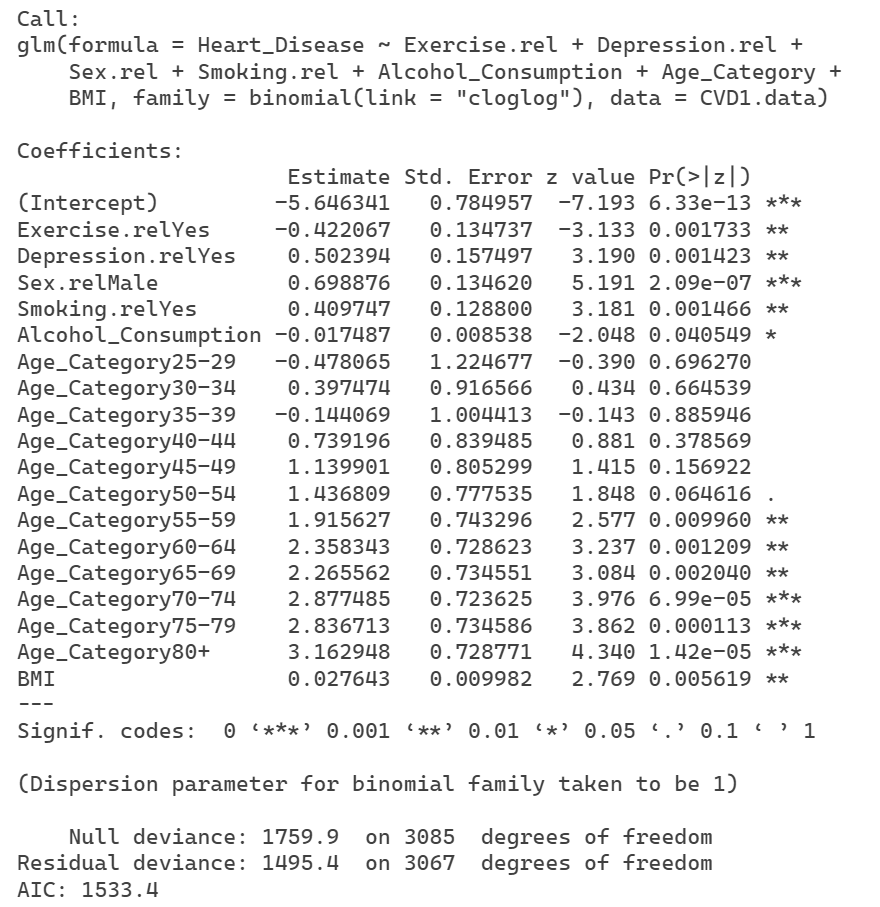 Call:
glm(formula = Heart_Disease ~ Exercise.rel + Depression.rel +
    Sex.rel + Smoking.rel + Alcohol_Consumption + Age_Category +
    BMI, family = binomial(link = "cloglog"), data = CVD1.data)

Coefficients:
                     Estimate Std. Error z value Pr(>|z|)
(Intercept)         −5.646341   0.784957  −7.193 6.33e−13 ***
Exercise.relYes     −0.422067   0.134737  −3.133 0.001733 **
Depression.relYes    0.502394   0.157497   3.190 0.001423 **
Sex.relMale          0.698876   0.134620   5.191 2.09e−07 ***
Smoking.relYes       0.409747   0.128800   3.181 0.001466 **
Alcohol_Consumption −0.017487   0.008538  −2.048 0.040549 *
Age_Category25−29   −0.478065   1.224677  −0.390 0.696270
Age_Category30−34    0.397474   0.916566   0.434 0.664539
Age_Category35−39   −0.144069   1.004413  −0.143 0.885946
Age_Category40−44    0.739196   0.839485   0.881 0.378569
Age_Category45−49    1.139901   0.805299   1.415 0.156922
Age_Category50−54    1.436809   0.777535   1.848 0.064616 .
Age_Category55−59    1.915627   0.743296   2.577 0.009960 **
Age_Category60−64    2.358343   0.728623   3.237 0.001209 **
Age_Category65−69    2.265562   0.734551   3.084 0.002040 **
Age_Category70−74    2.877485   0.723625   3.976 6.99e−05 ***
Age_Category75−79    2.836713   0.734586   3.862 0.000113 ***
Age_Category80+      3.162948   0.728771   4.340 1.42e−05 ***
BMI                  0.027643   0.009982   2.769 0.005619 **
---
Signif. codes:  0 ‘***’ 0.001 ‘**’ 0.01 ‘*’ 0.05 ‘.’ 0.1 ‘ ’ 1

(Dispersion parameter for binomial family taken to be 1)

    Null deviance: 1759.9  on 3085  degrees of freedom
Residual deviance: 1495.4  on 3067  degrees of freedom
AIC: 1533.4